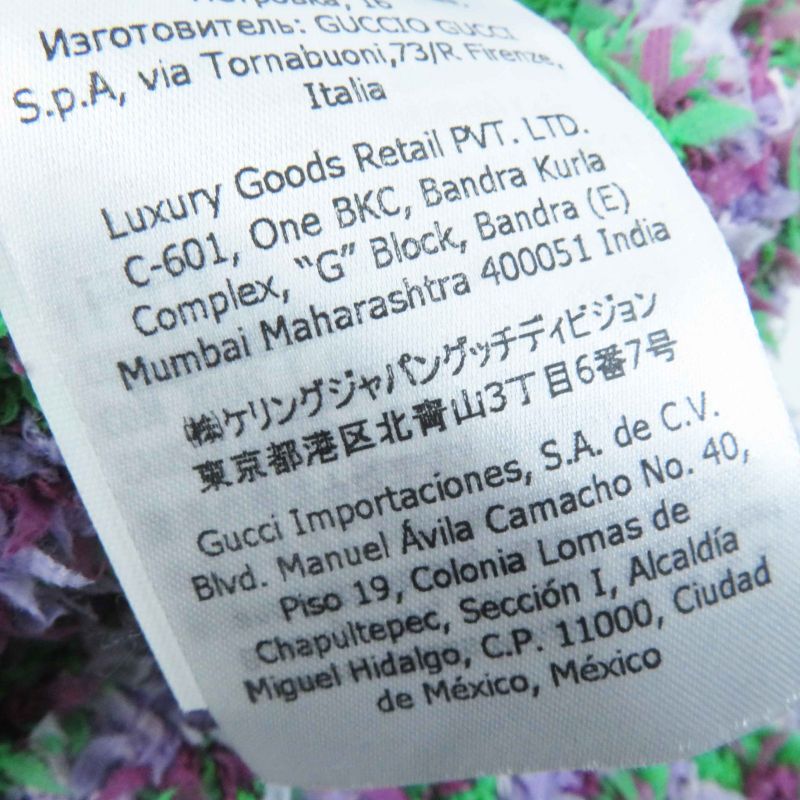 Петровка, 16
Изготовитель: GUCCIO GUCCI
S.p.A, via Tornabuoni,73/R Firenze,
Italia
Luxury Goods Retail PVT. LTD.
C-601, One BKC, Bandra Kurla
Complex, “G” Block, Bandra (E)
Mumbai Maharashtra 400051 India
㈱ケリングジャパングッチディビジョン
東京都港区北青山3丁目6番7号
Gucci Importaciones, S.A. de C.V.
Blvd. Manuel Ávila Camacho No. 40,
Piso 19, Colonia Lomas de
Chapultepec, Sección I, Alcaldía
Miguel Hidalgo, C.P. 11000, Ciudad
de México, México